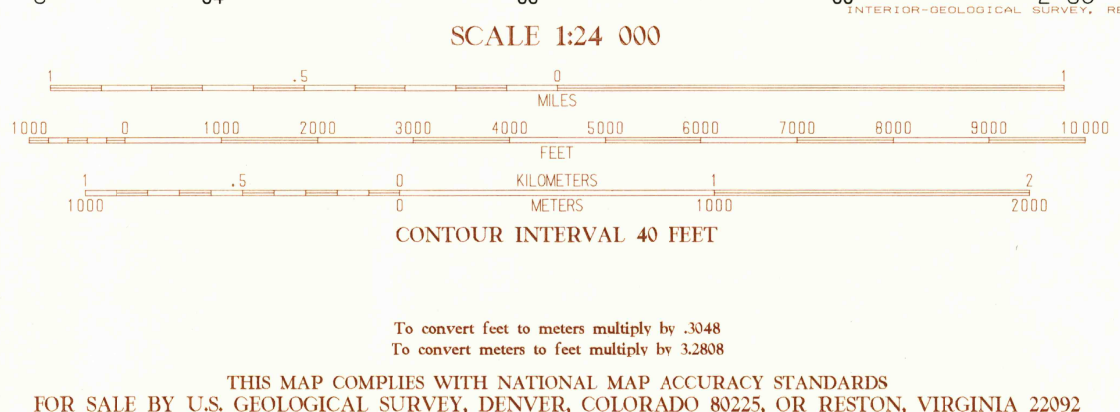 INTERIOR-GEOLOGICAL SURVEY,
SCALE 1:24 000
1 .5 0 1
MILES
1000 0 1000 2000 3000 4000 5000 6000 7000 8000 9000 10 000
FEET
1 .5 0 KILOMETERS 1 2
1000 0 METERS 1000 2000
CONTOUR INTERVAL 40 FEET
To convert feet to meters multiply by .3048
To convert meters to feet multiply by 3.2808
THIS MAP COMPLIES WITH NATIONAL MAP ACCURACY STANDARDS
FOR SALE BY U.S. GEOLOGICAL SURVEY, DENVER, COLORADO 80225, OR RESTON, VIRGINIA 22092